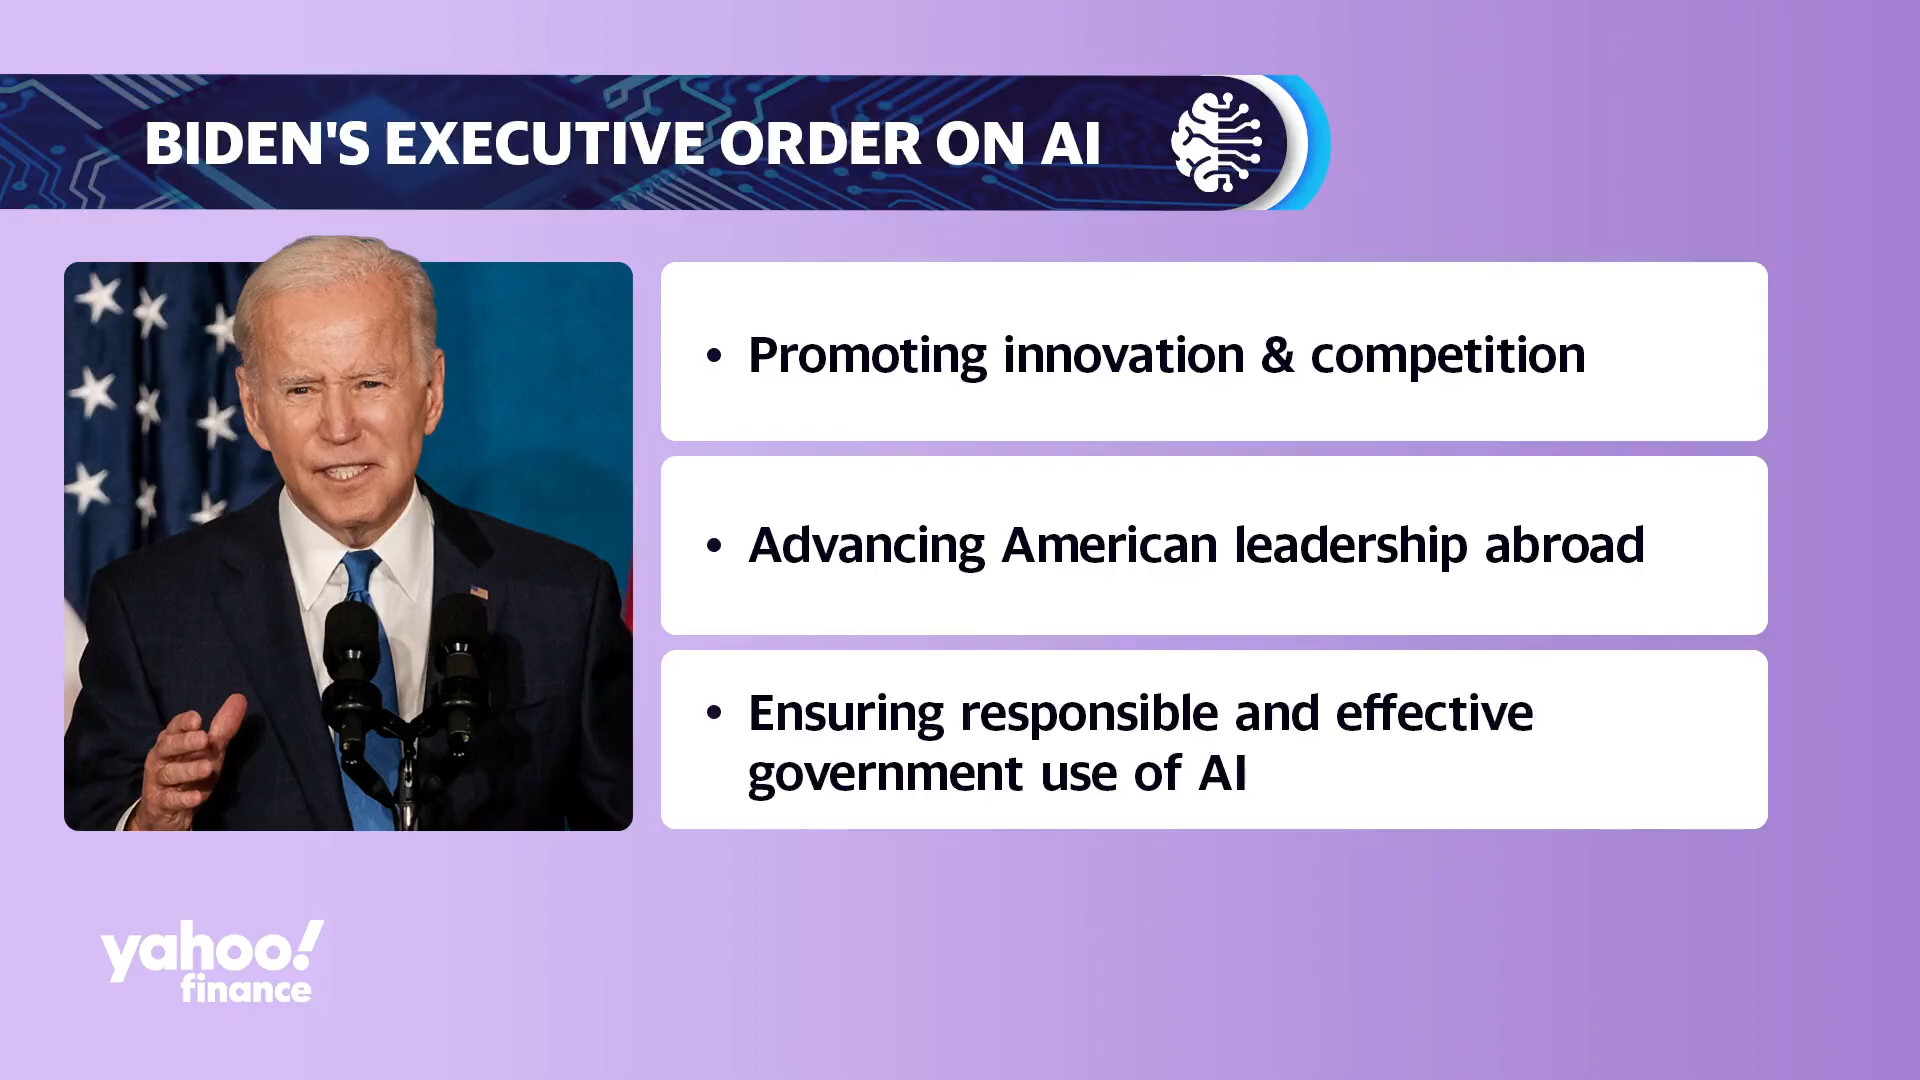 BIDEN'S EXECUTIVE ORDER ON AI
• Promoting innovation & competition
• Advancing American leadership abroad
• Ensuring responsible and effective
government use of AI
yahoo!
finance